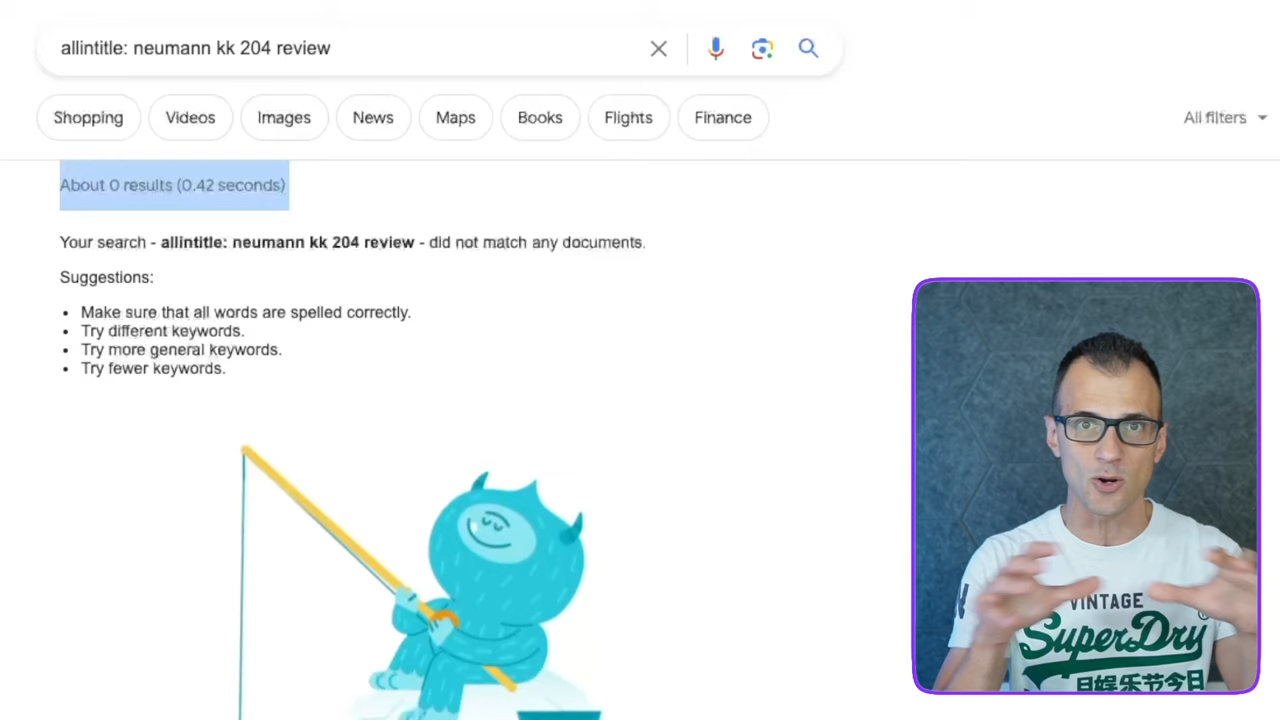 allintitle: neumann kk 204 review
Shopping
Videos
Images
News
Maps
Books
Flights
Finance
All filters
About 0 results (0.42 seconds)
Your search - allintitle: neumann kk 204 review - did not match any documents.
Suggestions:
• Make sure that all words are spelled correctly.
• Try different keywords.
• Try more general keywords.
• Try fewer keywords.
VINTAGE
SuperDry
®